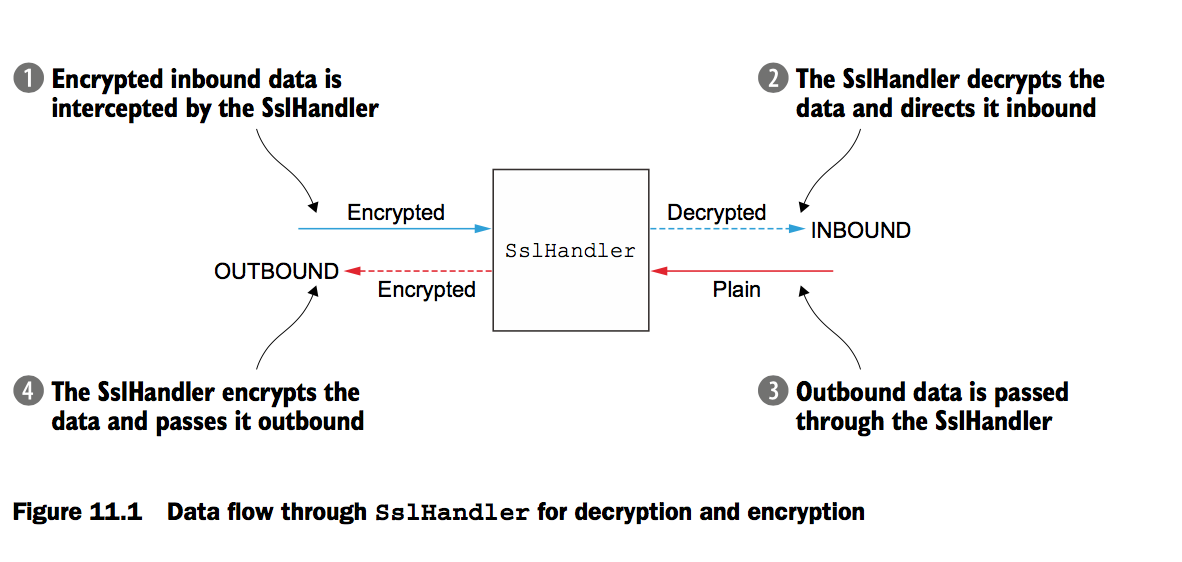 1 Encrypted inbound data is
intercepted by the SslHandler
2 The SslHandler decrypts the
data and directs it inbound
Encrypted
Decrypted
INBOUND
SslHandler
OUTBOUND
Encrypted
Plain
4 The SslHandler encrypts the
data and passes it outbound
3 Outbound data is passed
through the SslHandler
Figure 11.1 Data flow through SslHandler for decryption and encryption